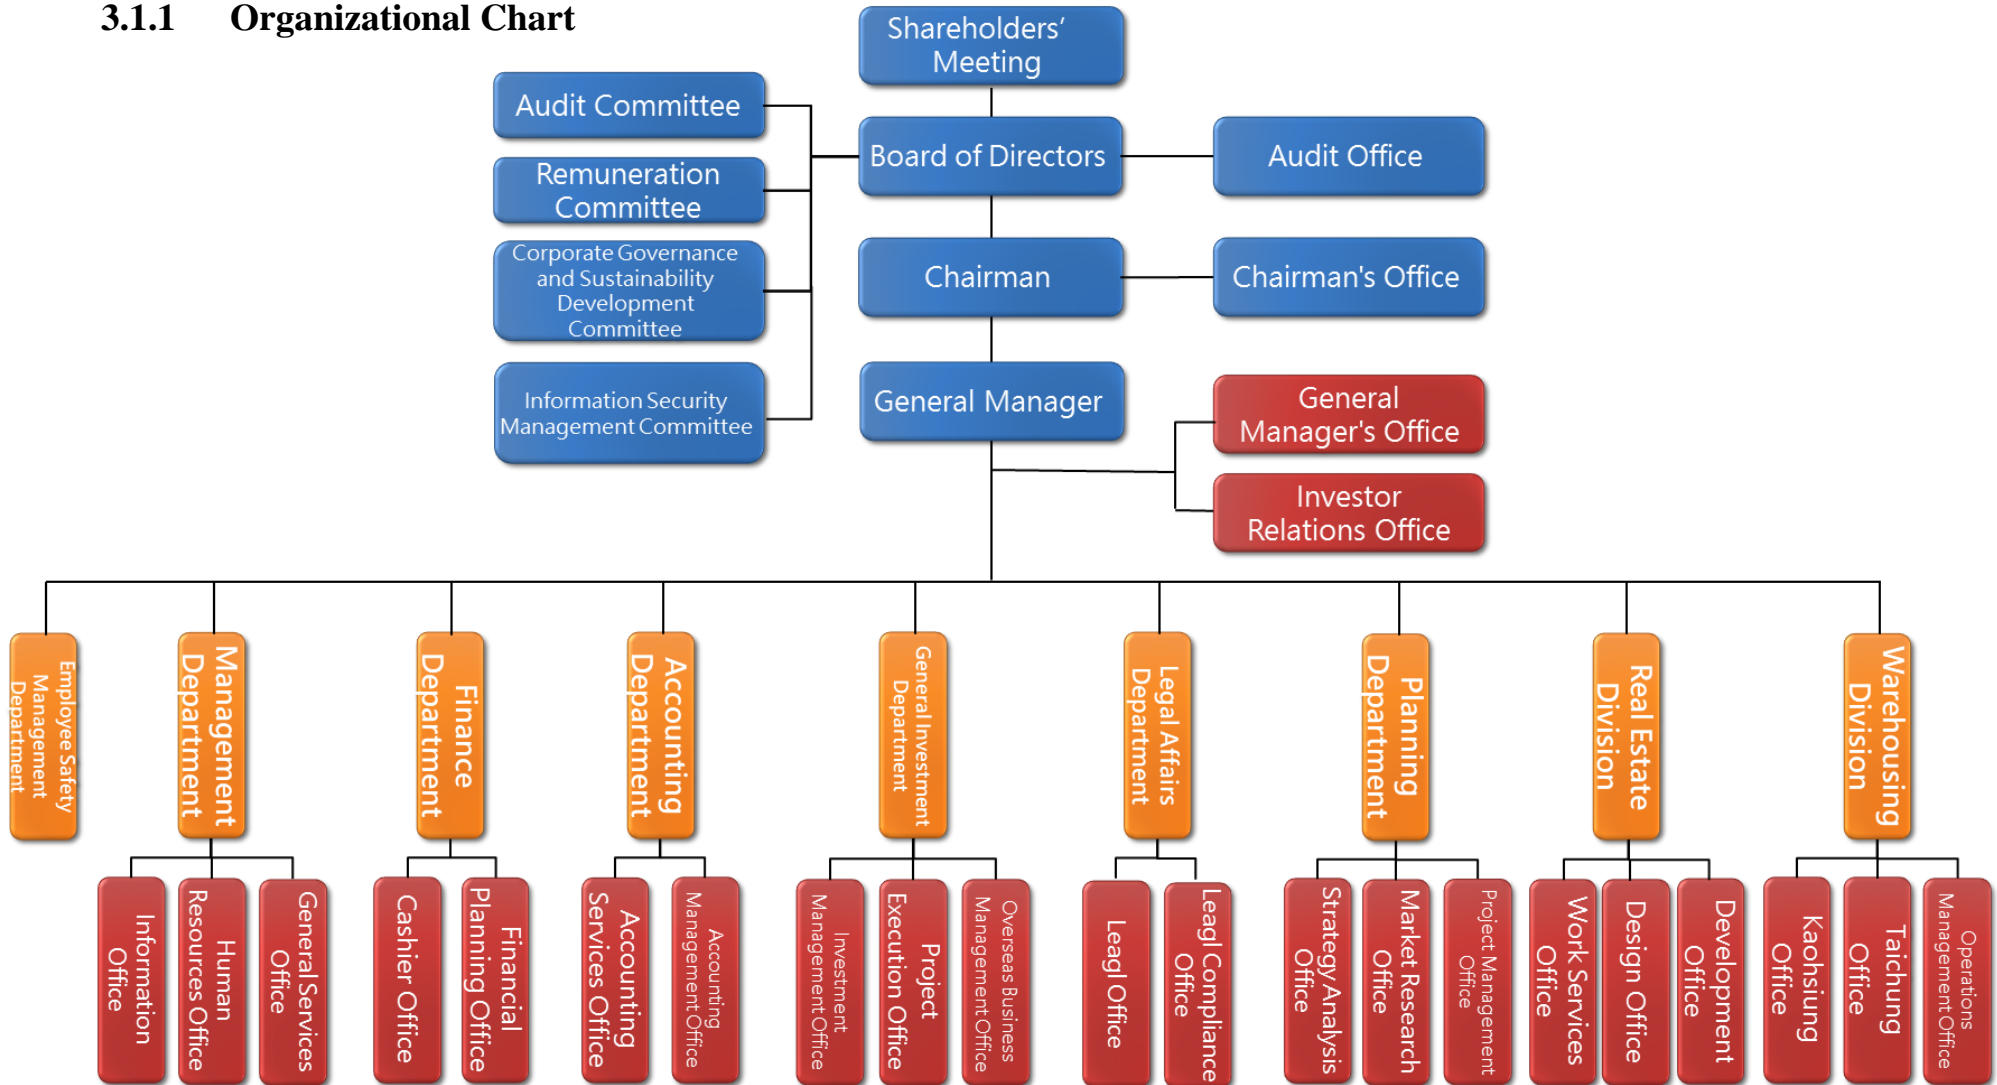 3.1.1 Organizational Chart
Shareholders'
Meeting
Audit Committee
Board of Directors
Audit Office
Remuneration
Committee
Corporate Governance
and Sustainability
Development
Committee
Chairman
Chairman's Office
Information Security
Management Committee
General Manager
General
Manager's Office
Investor
Relations Office
Employee Safety
Management
Department
Management
Department
Finance
Department
Accounting
Department
General Investment
Department
Legal Affairs
Department
Planning
Department
Real Estate
Division
Warehousing
Division
Information
Office
Human
Resources Office
General Services
Office
Cashier Office
Financial
Planning Office
Accounting
Services Office
Accounting
Management Office
Investment
Management Office
Project
Execution Office
Overseas Business
Management Office
Leagl Office
Leagl Compliance
Office
Strategy Analysis
Office
Market Research
Office
Project Management
Office
Work Services
Office
Design Office
Development
Office
Kaohsiung
Office
Taichung
Office
Operations
Management Office